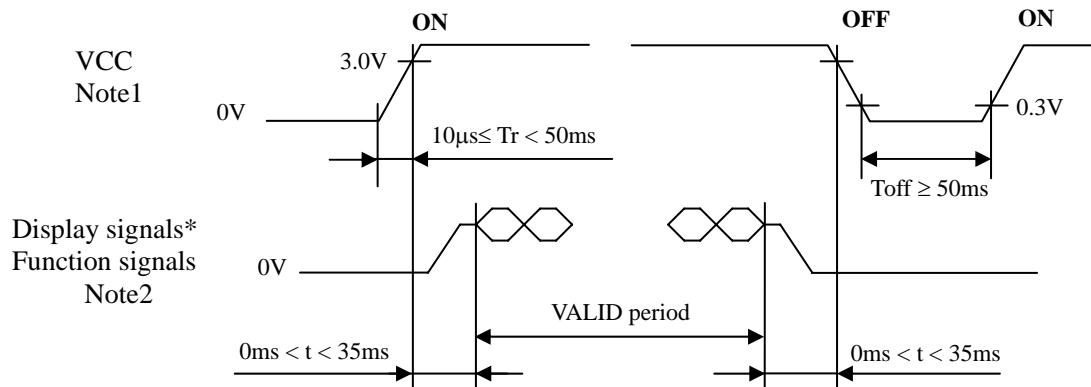 ON
OFF
ON
VCC
Note1
3.0V
0V
0.3V
10μs≤ Tr < 50ms
Toff ≥ 50ms
Display signals*
Function signals
Note2
0V
VALID period
0ms < t < 35ms
0ms < t < 35ms